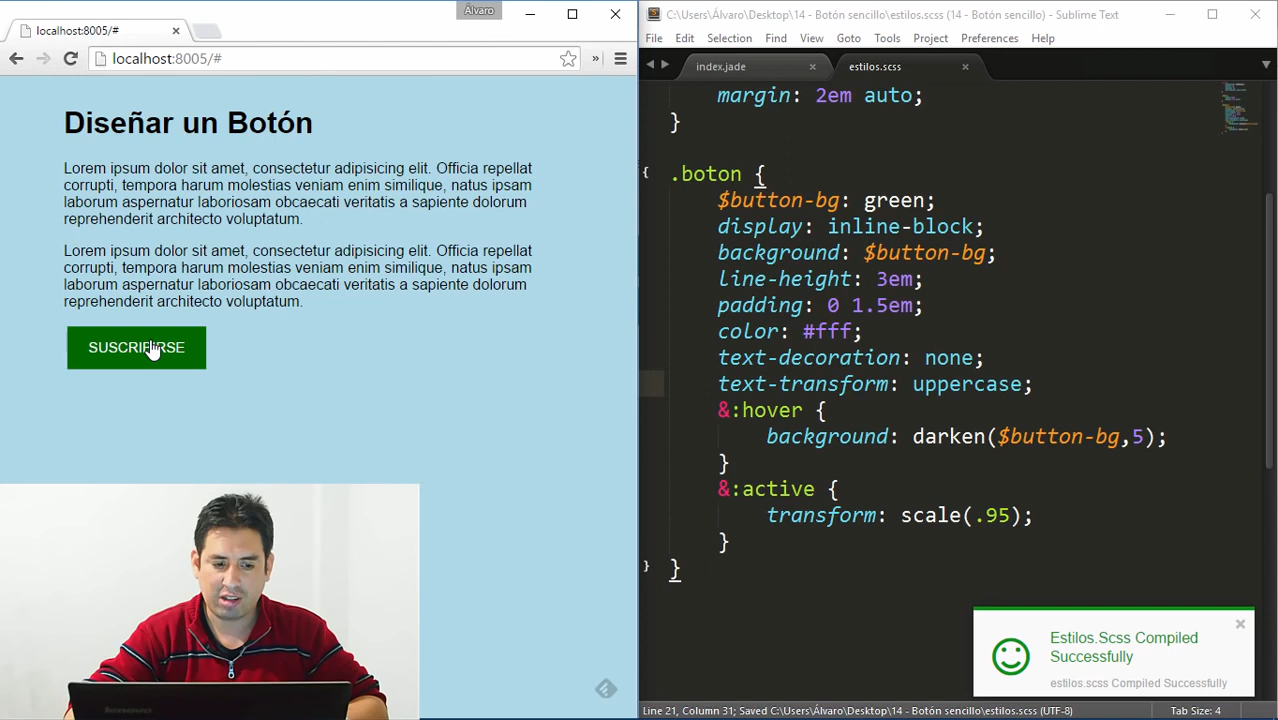 Álvaro
localhost:8005/#
localhost:8005/#
»
Diseñar un Botón
Lorem ipsum dolor sit amet, consectetur adipisicing elit. Officia repellat
corrupti, tempora harum molestias veniam enim similique, natus ipsam
laborum aspernatur laboriosam obcaecati veritatis a sapiente dolorum
reprehenderit architecto voluptatum.
Lorem ipsum dolor sit amet, consectetur adipisicing elit. Officia repellat
corrupti, tempora harum molestias veniam enim similique, natus ipsam
laborum aspernatur laboriosam obcaecati veritatis a sapiente dolorum
reprehenderit architecto voluptatum.
SUSCRIBIRSE
C:\Users\Álvaro\Desktop\14 - Botón sencillo\estilos.scss (14 - Botón sencillo) - Sublime Text
File Edit Selection Find View Goto Tools Project Preferences Help
index.jade estilos.scss
margin: 2em auto;
}
.boton {
$button-bg: green;
display: inline-block;
background: $button-bg;
line-height: 3em;
padding: 0 1.5em;
color: #fff;
text-decoration: none;
text-transform: uppercase;
&:hover {
background: darken($button-bg,5);
}
&:active {
transform: scale(.95);
}
}
Estilos.Scss Compiled
Successfully
estilos.scss Compiled Successfully
Line 21, Column 31; Saved C:\Users\Álvaro\Desktop\14 - Botón sencillo\estilos.scss (UTF-8) Tab Size: 4